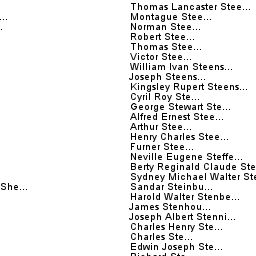 Thomas Lancaster Stee...
...
Montague Stee...
Norman Stee...
Robert Stee...
Thomas Stee...
Victor Stee...
William Ivan Steens...
Joseph Steens...
Kingsley Rupert Steens...
Cyril Roy Ste...
George Stewart Ste...
Alfred Ernest Stee...
Arthur Stee...
Henry Charles Stee...
Furner Stee...
Neville Eugene Steffe...
Berty Reginald Claude Ste
Sydney Michael Walter Ste
She...
Sandar Steinbu...
Harold Walter Stenbe...
James Stenhou...
Joseph Albert Stenni...
Charles Henry Ste...
Charles Ste...
Edwin Joseph Ste...